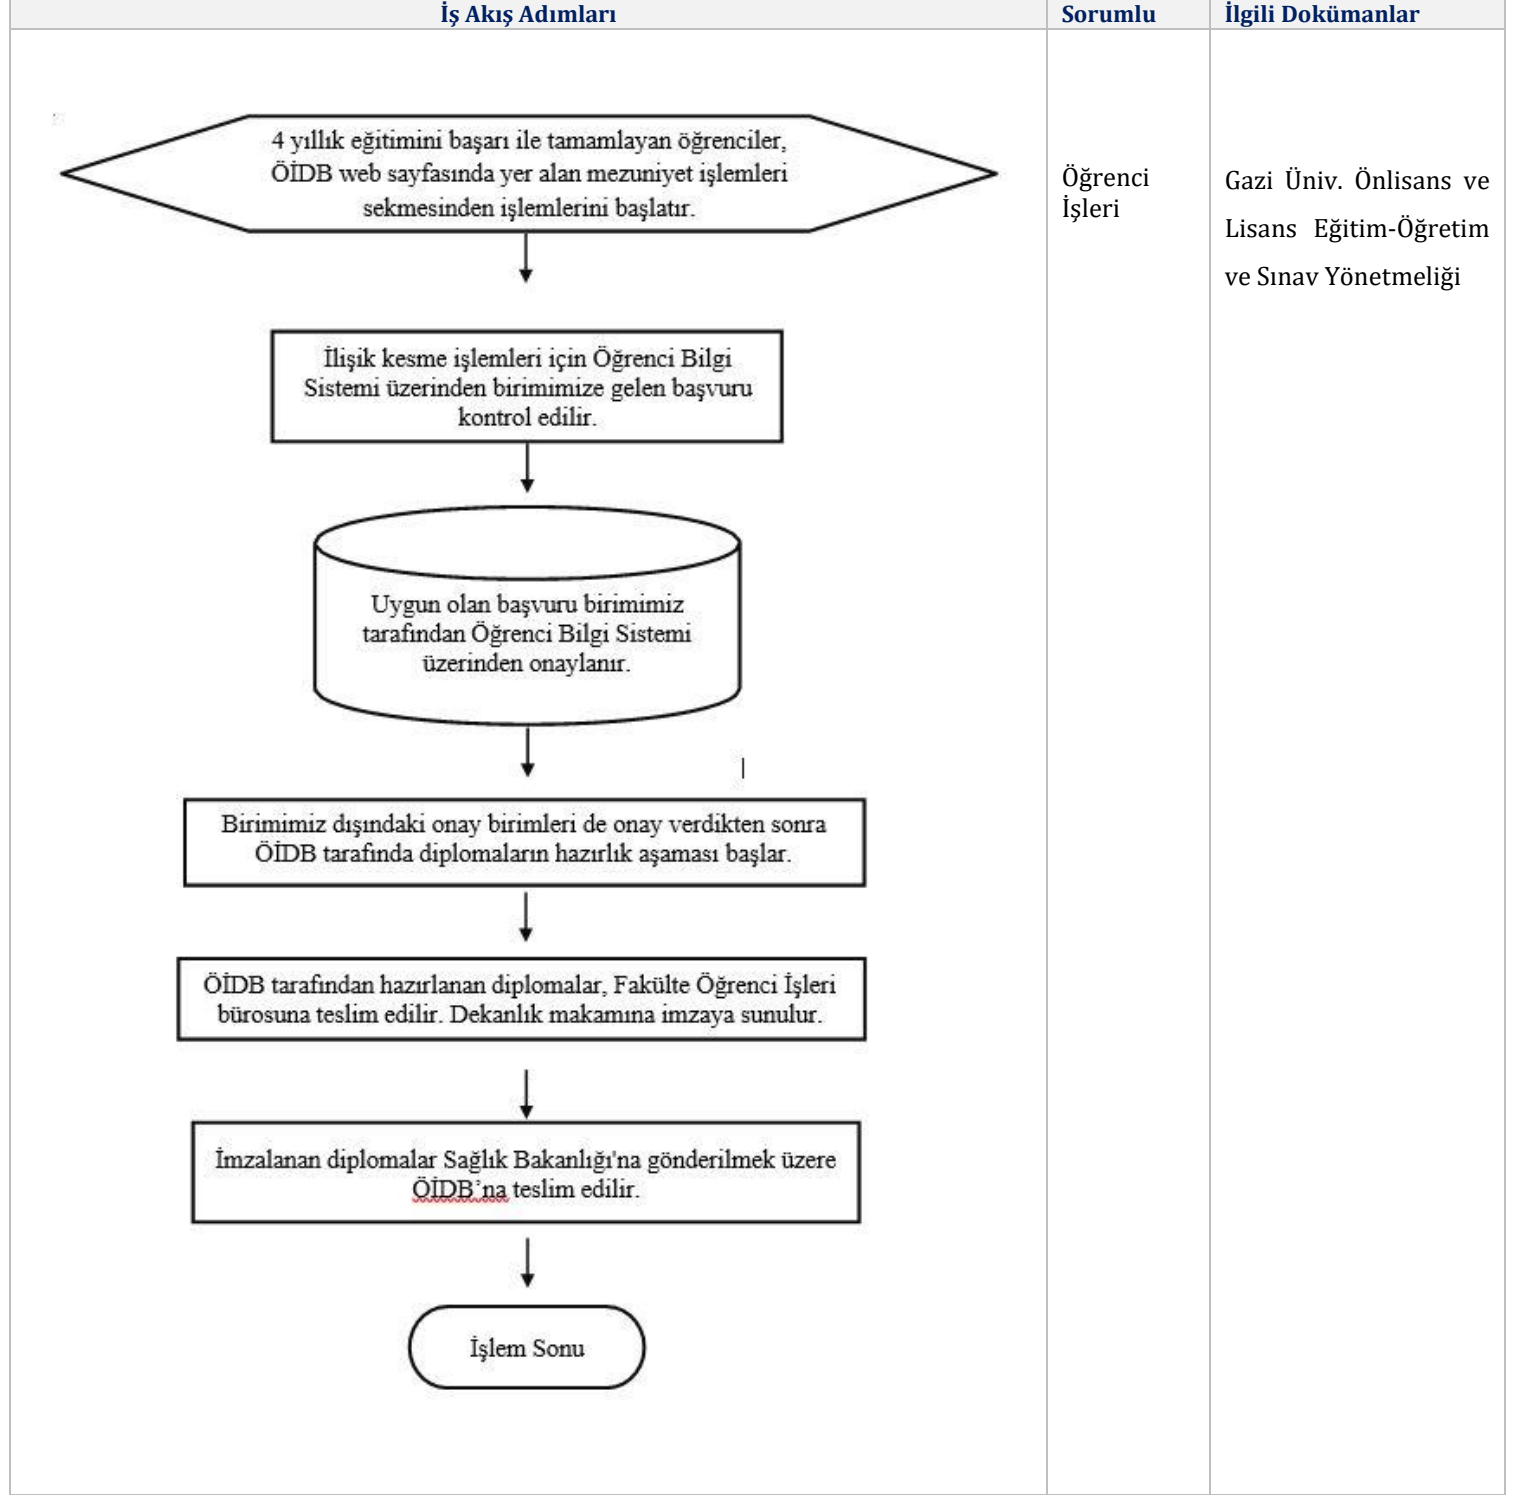 İş Akış Adımları
Sorumlu
İlgili Dokümanlar
4 yıllık eğitimini başarı ile tamamlayan öğrenciler,
ÖİDB web sayfasında yer alan mezuniyet işlemleri
sekmesinden işlemlerini başlatır.
Öğrenci
İşleri
Gazi Üniv. Önlisans ve
Lisans Eğitim-Öğretim
ve Sınav Yönetmeliği
İlişik kesme işlemleri için Öğrenci Bilgi
Sistemi üzerinden birimimize gelen başvuru
kontrol edilir.
Uygun olan başvuru birimimiz
tarafından Öğrenci Bilgi Sistemi
üzerinden onaylanır.
Birimimiz dışındaki onay birimleri de onay verdikten sonra
ÖİDB tarafında diplomaların hazırlık aşaması başlar.
ÖİDB tarafından hazırlanan diplomalar, Fakülte Öğrenci İşleri
bürosuna teslim edilir. Dekanlık makamına imzaya sunulur.
İmzalanan diplomalar Sağlık Bakanlığı'na gönderilmek üzere
ÖİDB'na teslim edilir.
İşlem Sonu